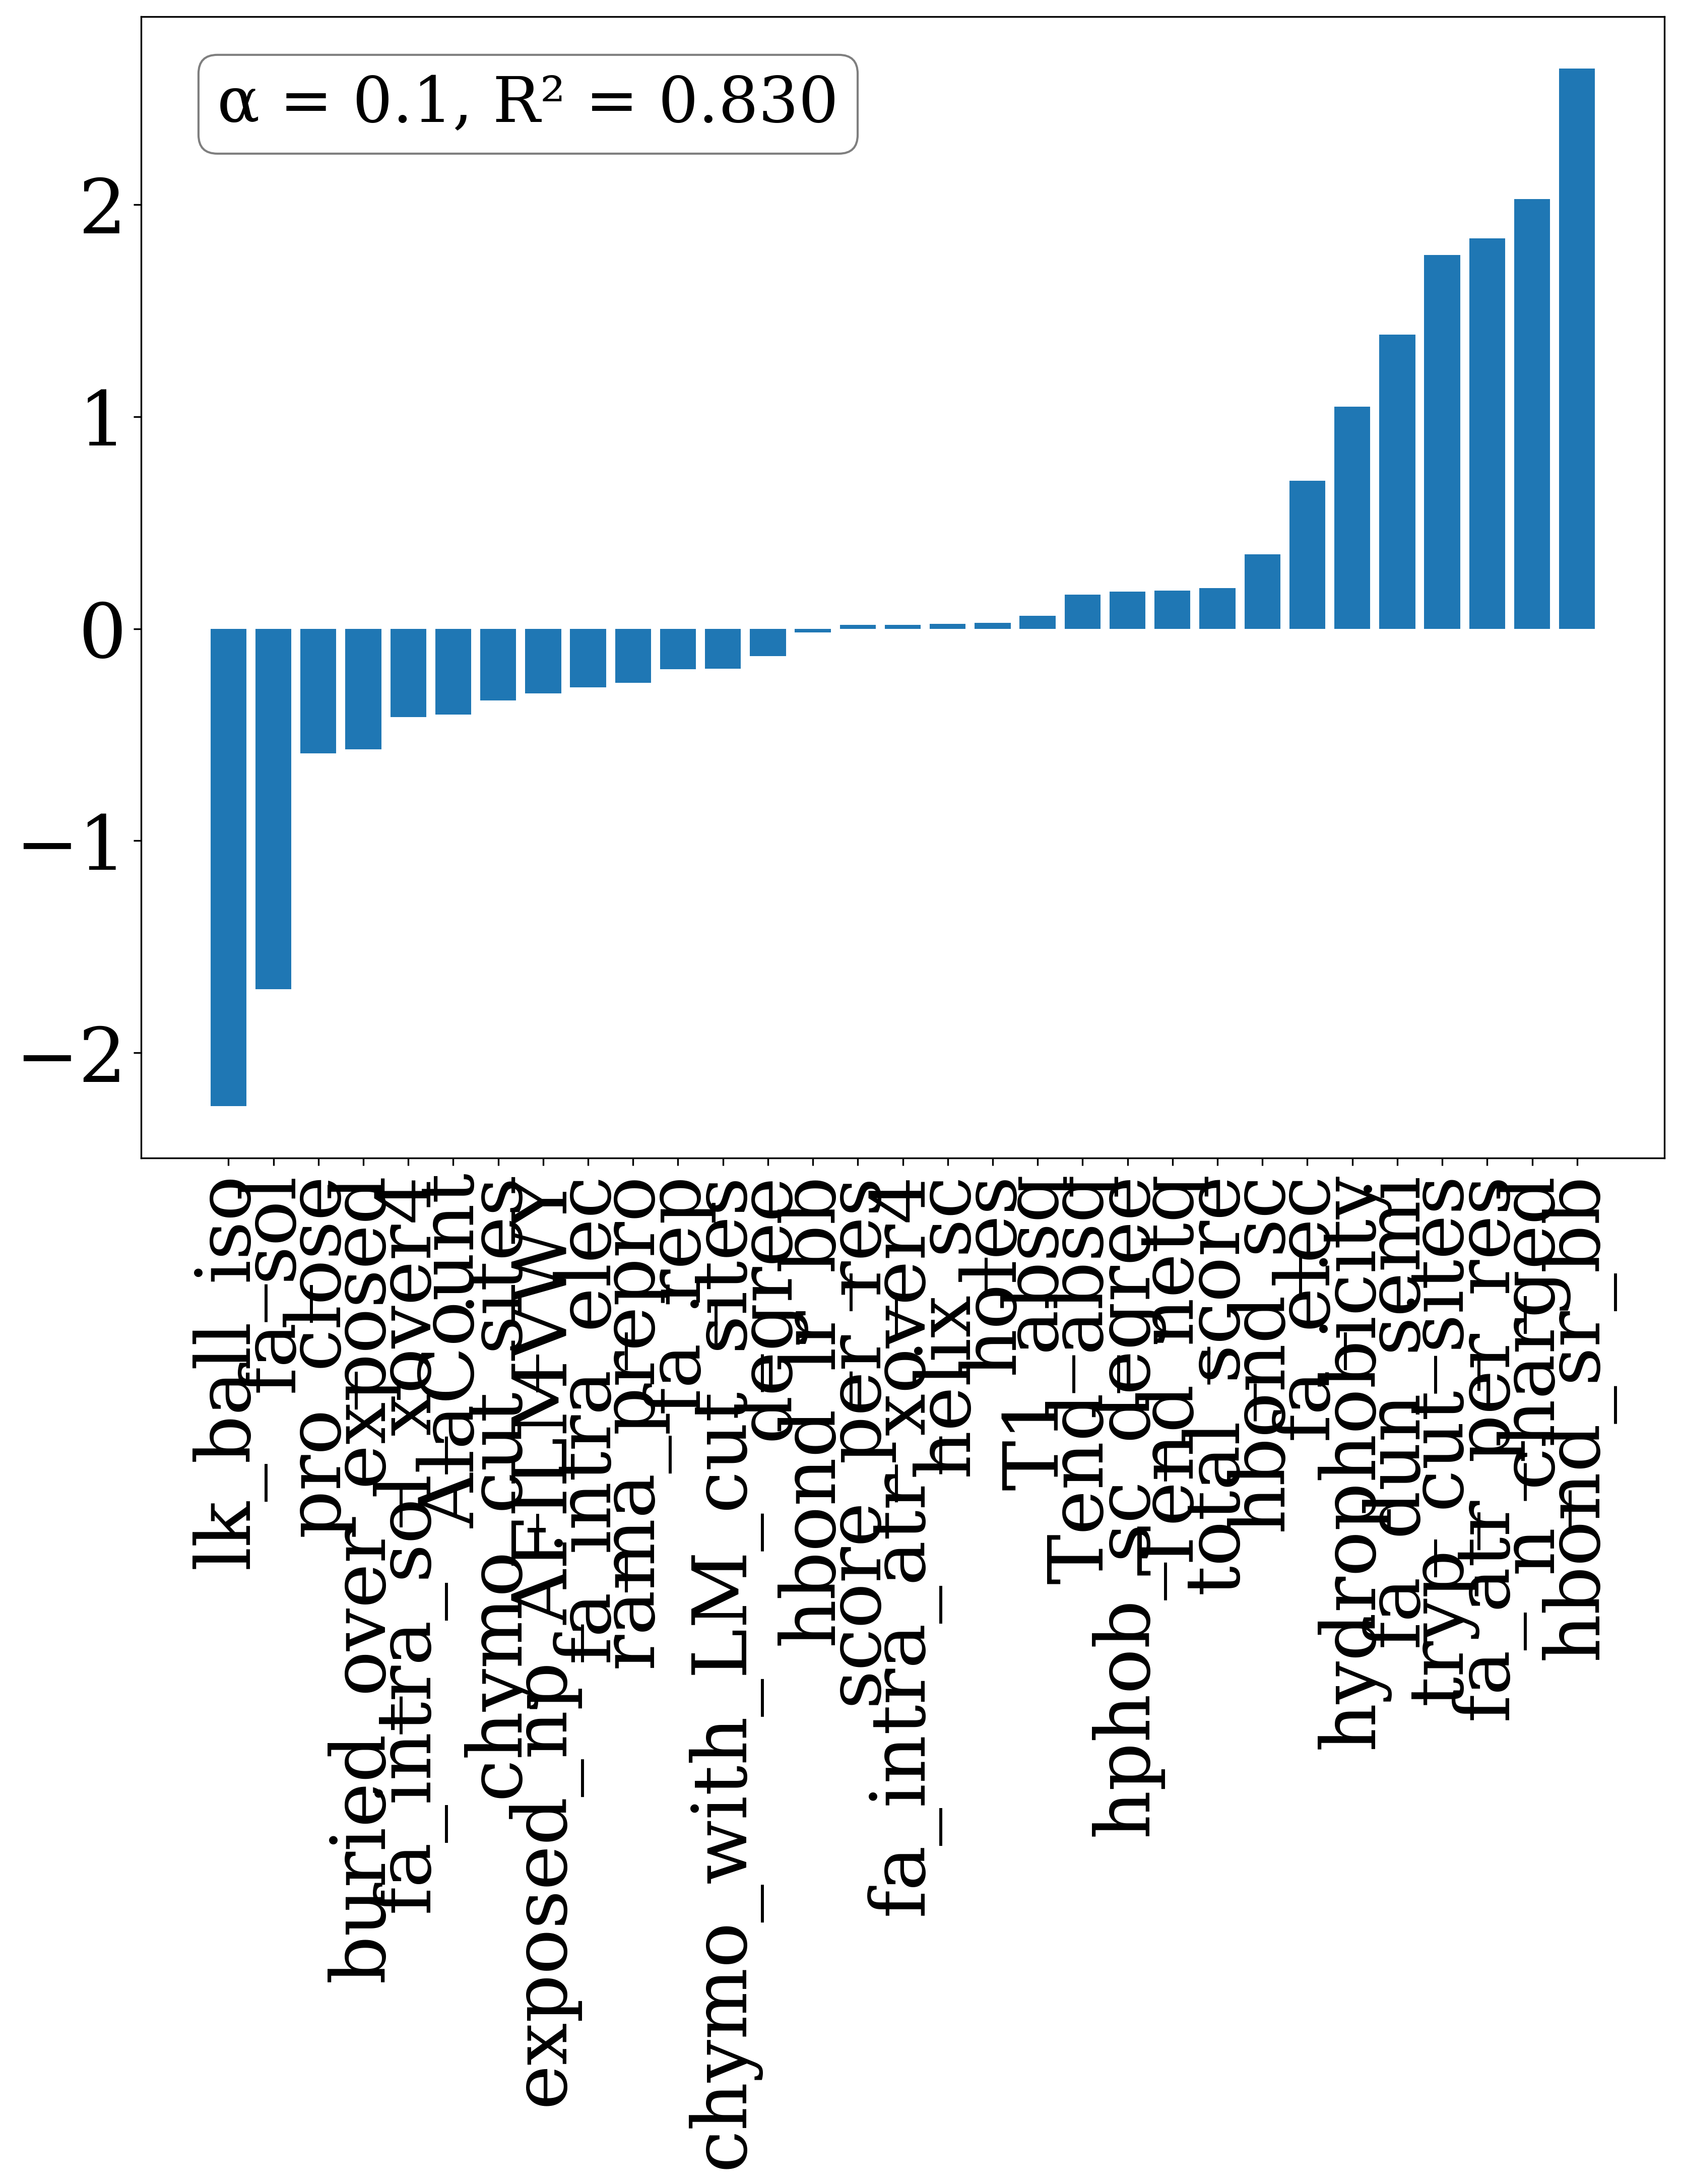 α = 0.1, R² = 0.830
2
1
0
−1
−2
lk_ball_iso
fa_sol
pro_close
buried_over_exposed
fa_intra_sol_xover4
AlaCount
chymo_cut_sites
exposed_np_AFILMVWY
fa_intra_elec
rama_prepro
fa_rep
chymo_with_LM_cut_sites
degree
hbond_lr_bb
score_per_res
fa_intra_atr_xover4
helix_sc
holes
T1_absq
Tend_absq
hphob_sc_degree
Tend_netq
total_score
hbond_sc
fa_elec
hydrophobicity
fa_dun_semi
tryp_cut_sites
fa_atr_per_res
n_charged
hbond_sr_bb